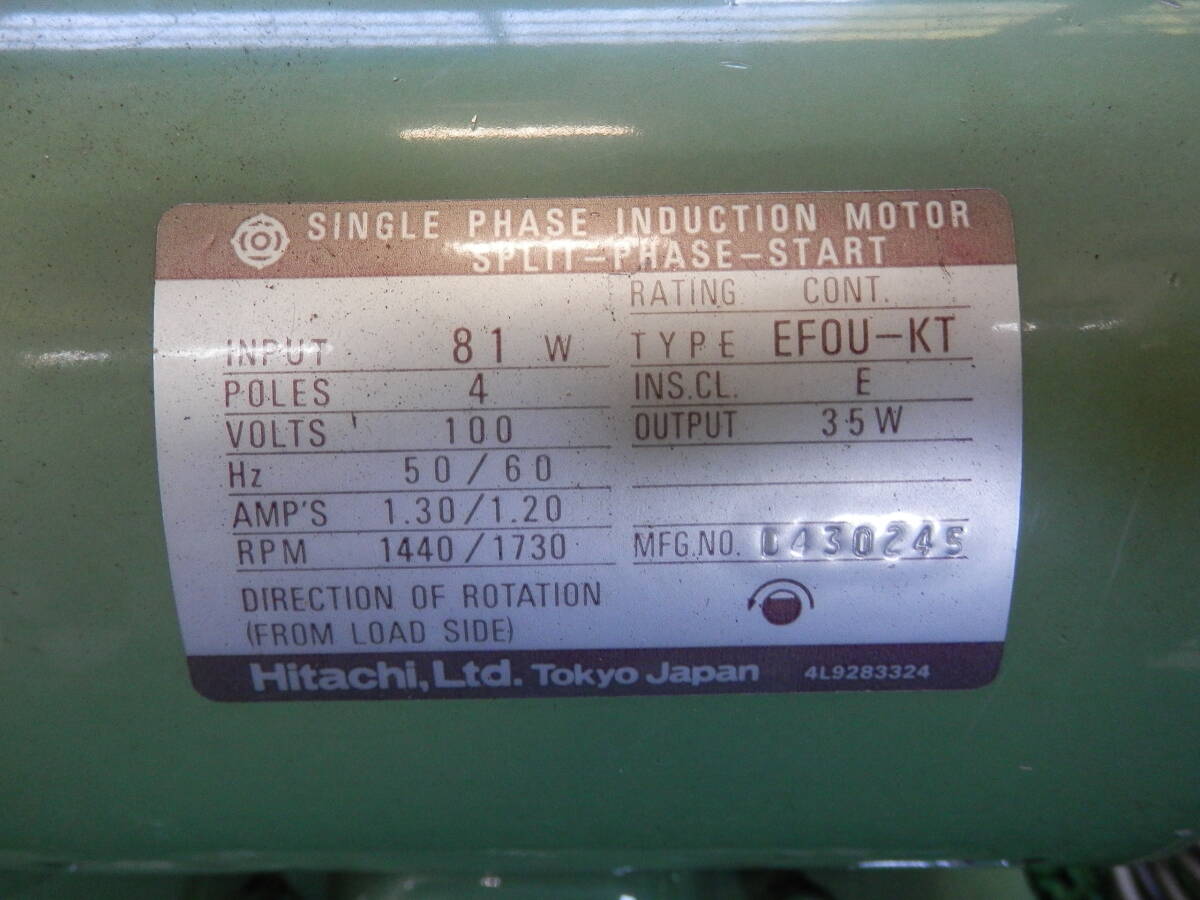 SINGLE PHASE INDUCTION MOTOR
SPLIT-PHASE-START
RATING CONT.
INPUT 81 W
TYPE EFOU-KT
POLES 4
INS.CL. E
VOLTS 100
OUTPUT 35 W
Hz 50/60
AMP'S 1.30/1.20
RPM 1440/1730
MFG.NO. D430245
DIRECTION OF ROTATION
(FROM LOAD SIDE)
Hitachi, Ltd. Tokyo Japan 4L9283324